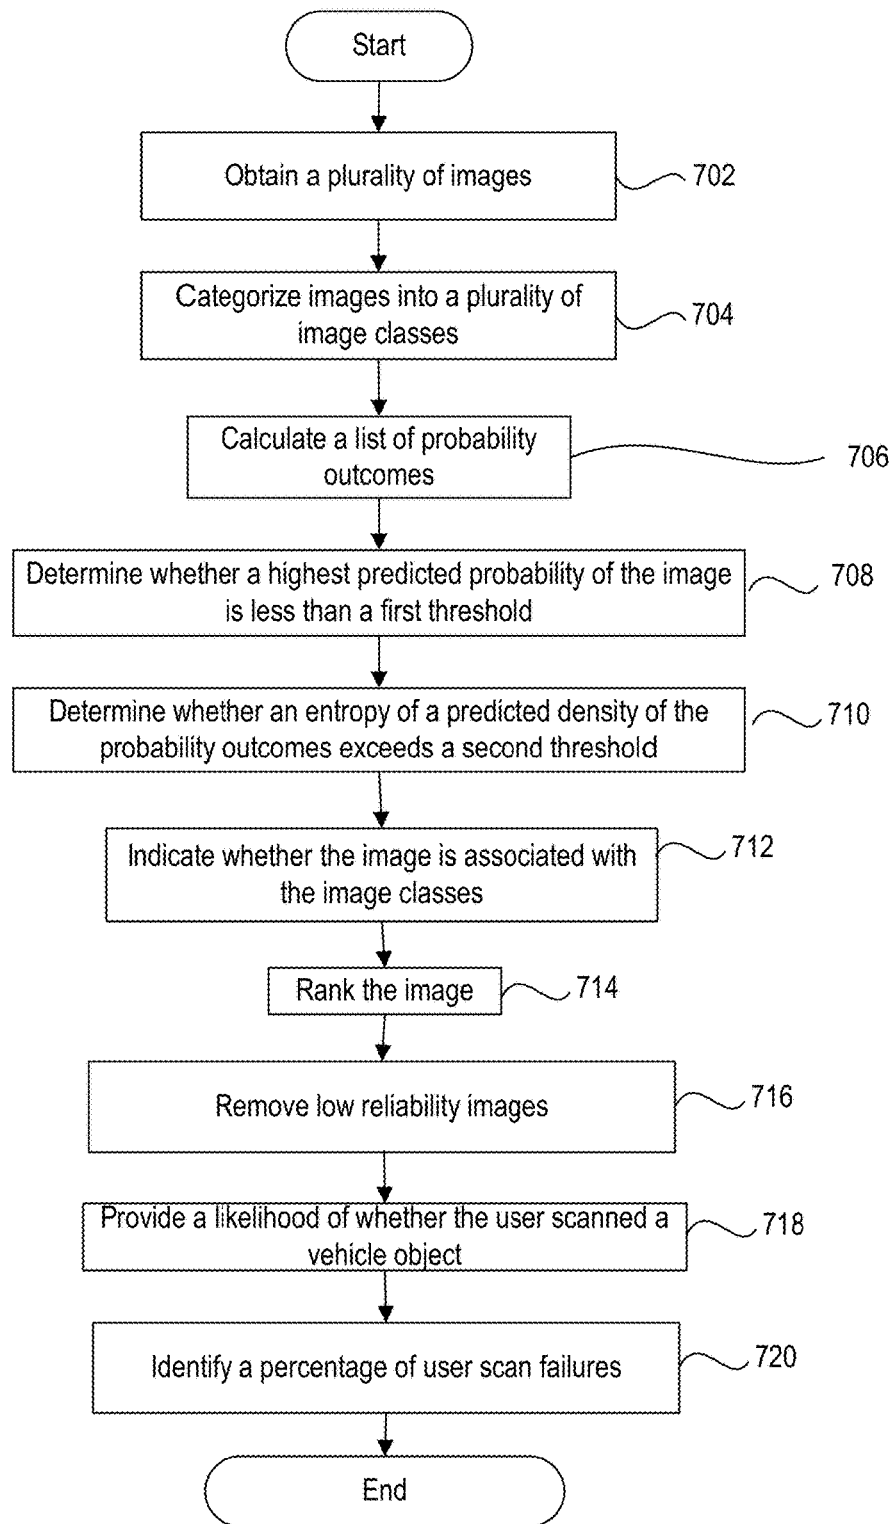 Start
Obtain a plurality of images
702
Categorize images into a plurality of
image classes
704
Calculate a list of probability
outcomes
706
Determine whether a highest predicted probability of the image
is less than a first threshold
708
Determine whether an entropy of a predicted density of the
probability outcomes exceeds a second threshold
710
Indicate whether the image is associated with
the image classes
712
Rank the image
714
Remove low reliability images
716
Provide a likelihood of whether the user scanned a
vehicle object
718
Identify a percentage of user scan failures
720
End